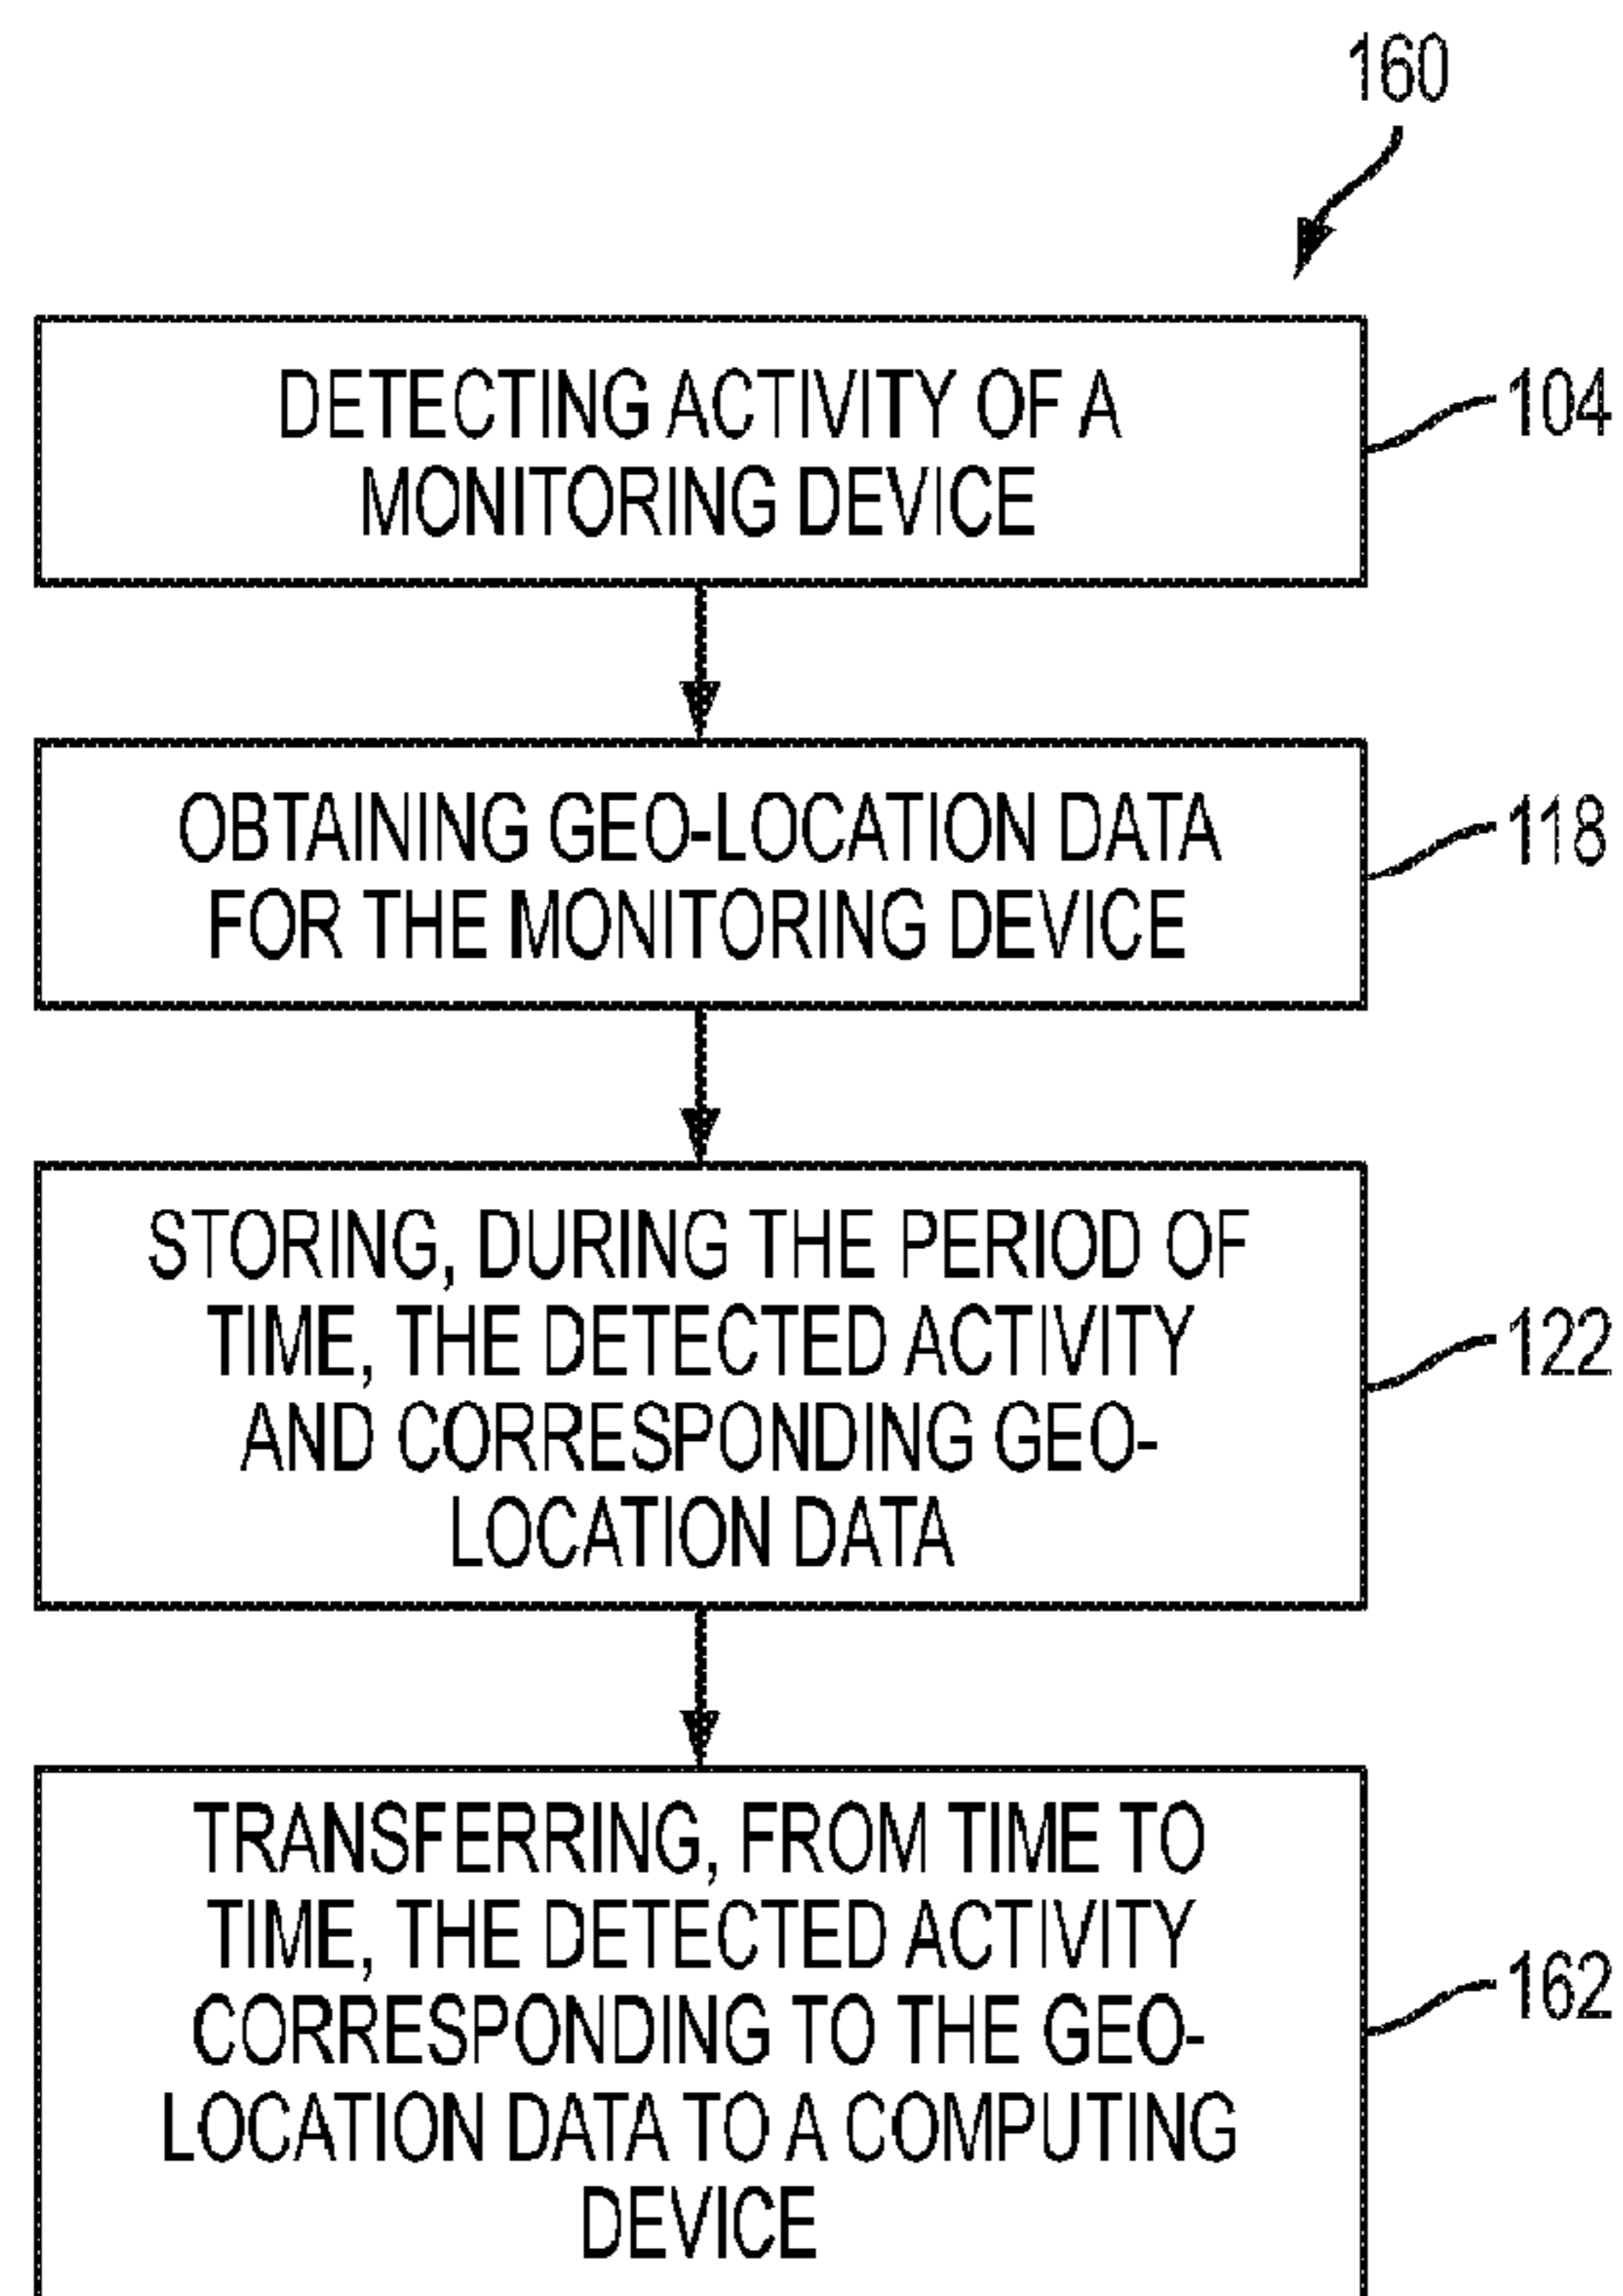 160
DETECTING ACTIVITY OF A
MONITORING DEVICE
104
OBTAINING GEO-LOCATION DATA
FOR THE MONITORING DEVICE
118
STORING, DURING THE PERIOD OF
TIME, THE DETECTED ACTIVITY
AND CORRESPONDING GEO-
LOCATION DATA
122
TRANSFERRING, FROM TIME TO
TIME, THE DETECTED ACTIVITY
CORRESPONDING TO THE GEO-
LOCATION DATA TO A COMPUTING
DEVICE
162